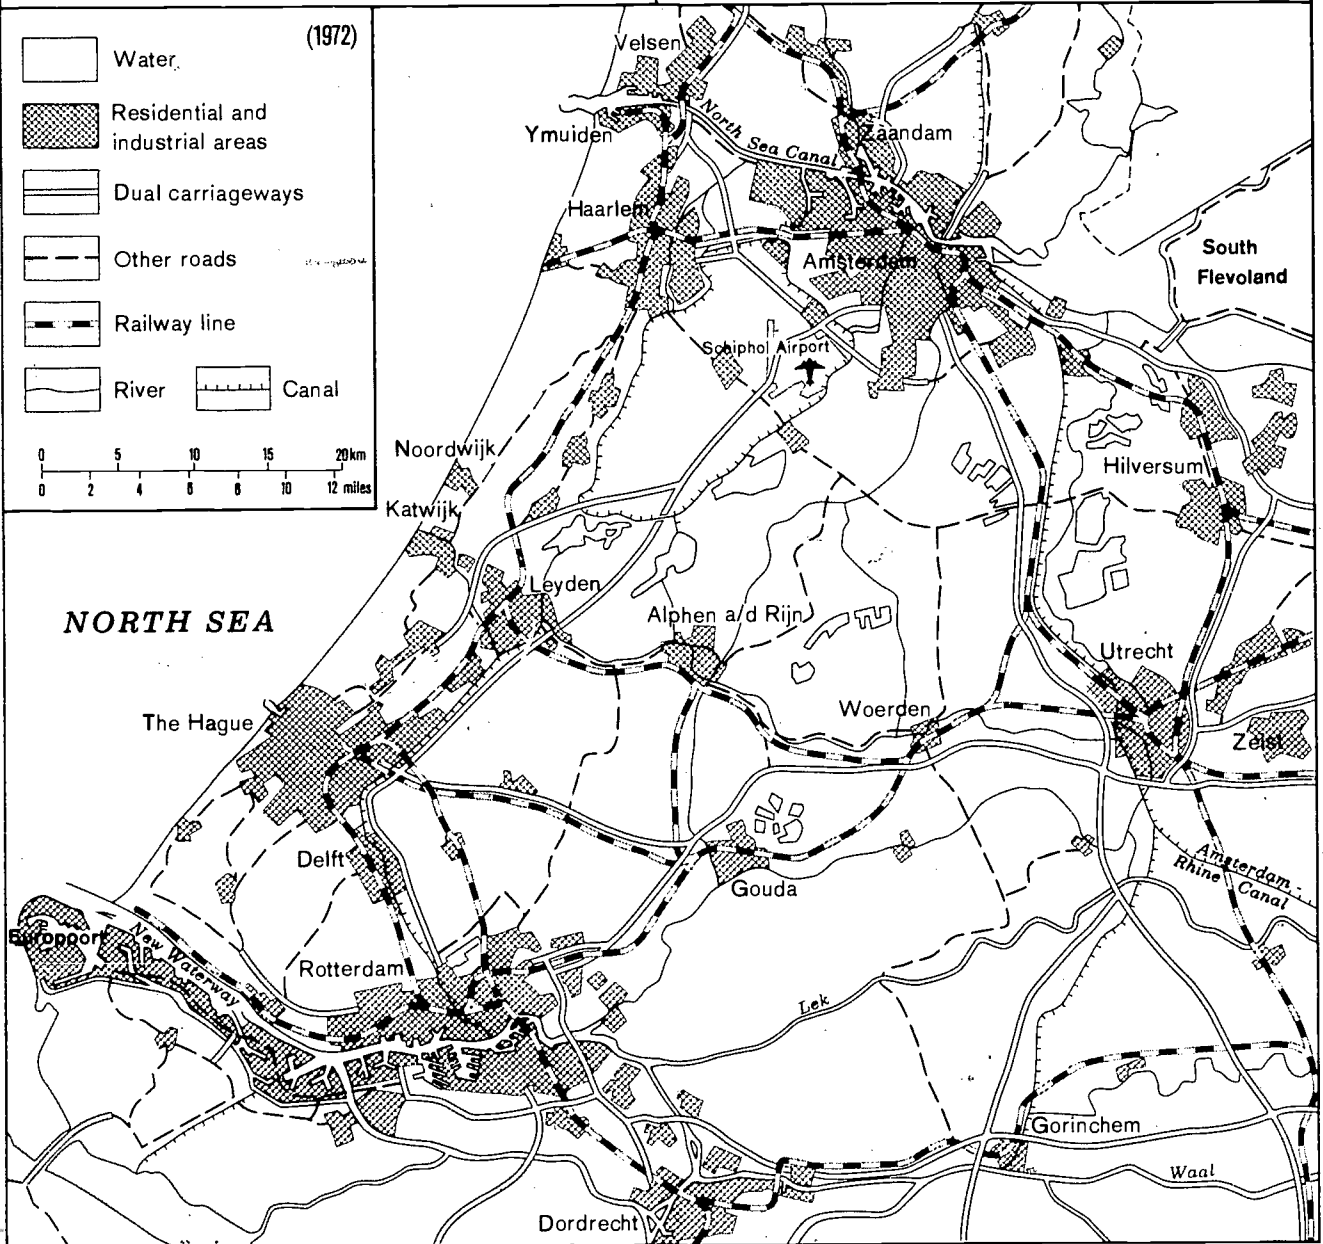 (1972)
Water
Residential and
industrial areas
Dual carriageways
Other roads
Railway line
River
Canal
0 5 10 15 20 km
0 2 4 6 8 10 12 miles
Velsen
Ymuiden
North Sea Canal
Zaandam
Haarlem
Amsterdam
South
Flevoland
Schiphol Airport
Noordwijk
Hilversum
Katwijk
Leyden
NORTH SEA
Alphen a/d Rijn
Utrecht
The Hague
Woerden
Zeist
Delft
Gouda
Amsterdam -
Rhine Canal
Europoort
New Waterway
Rotterdam
Lek
Gorinchem
Waal
Dordrecht